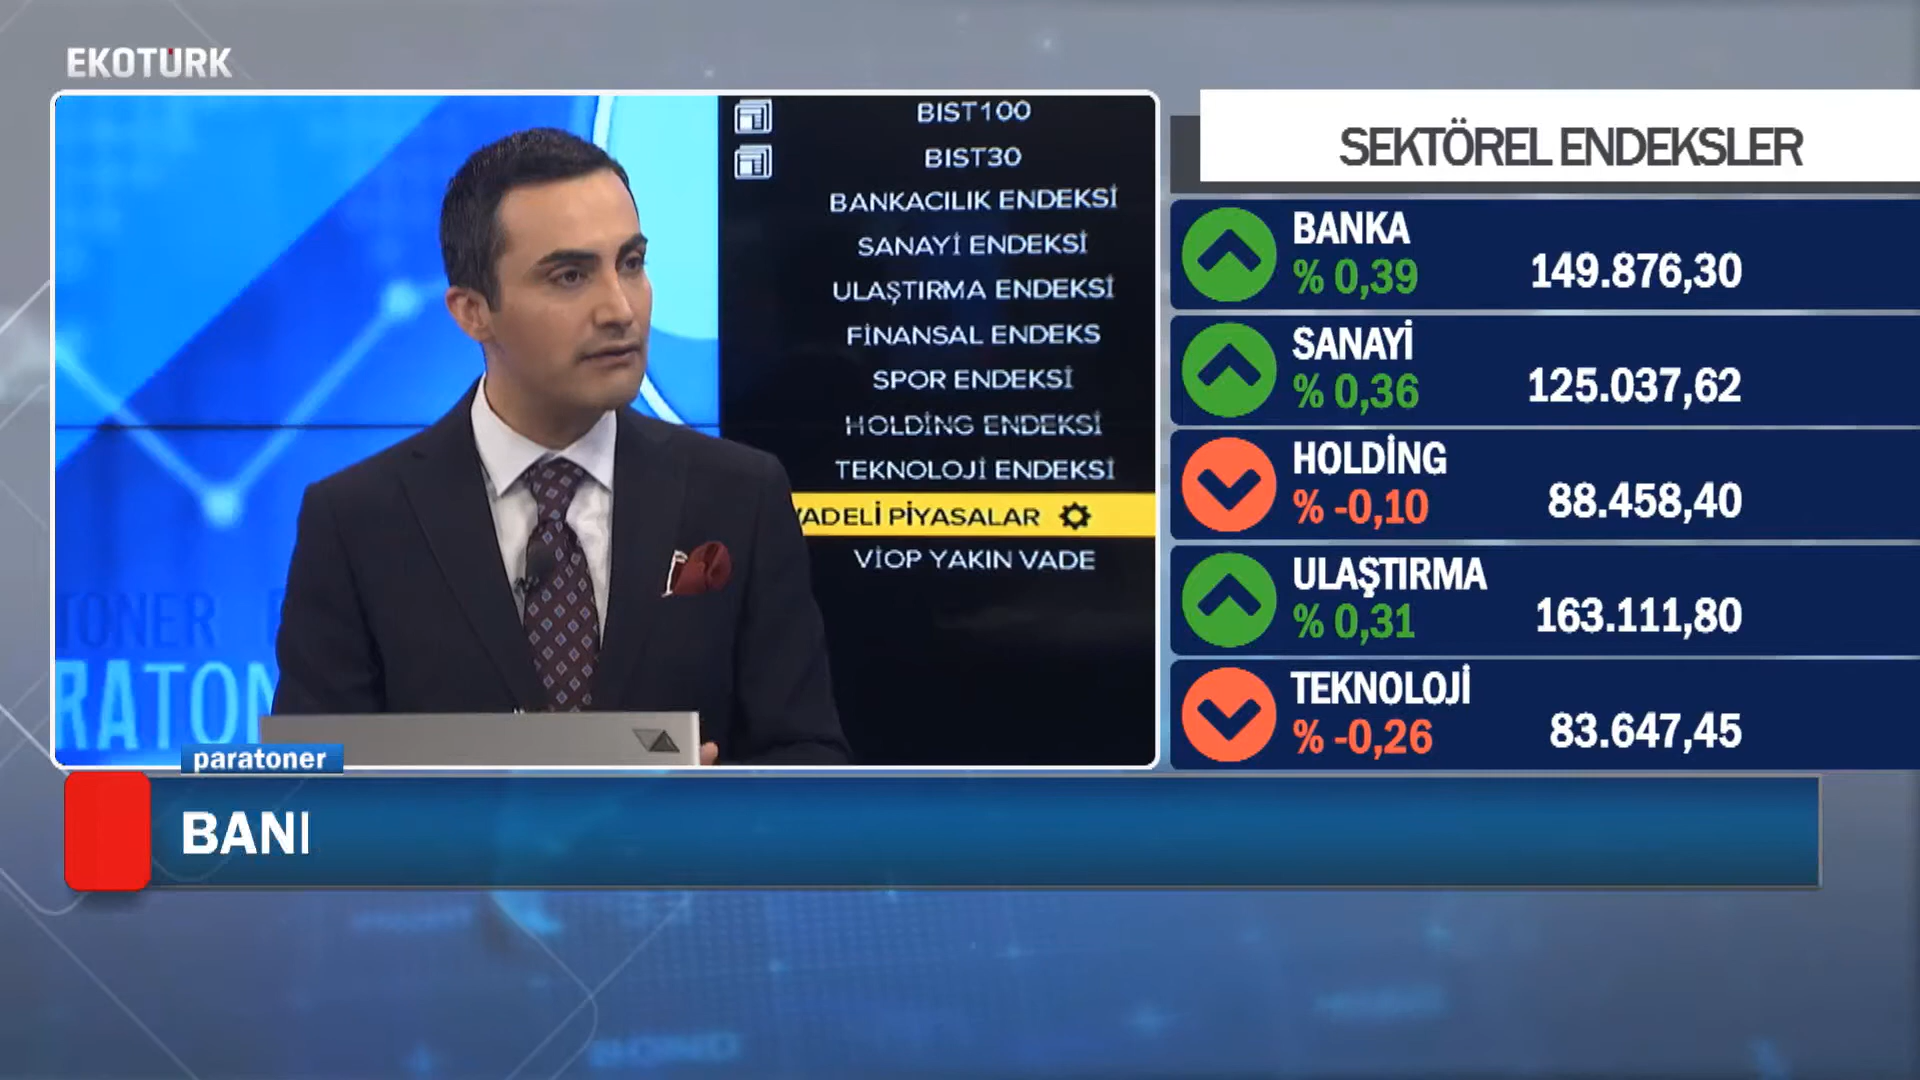 EKOTÜRK
BIST100
BIST30
BANKACILIK ENDEKSİ
SANAYİ ENDEKSİ
ULAŞTIRMA ENDEKSİ
FİNANSAL ENDEKS
SPOR ENDEKSİ
HOLDİNG ENDEKSİ
TEKNOLOJİ ENDEKSİ
VADELİ PİYASALAR
VİOP YAKIN VADE
TONER
RATON
SEKTÖREL ENDEKSLER
BANKA
% 0,39 149.876,30
SANAYİ
% 0,36 125.037,62
HOLDİNG
% -0,10 88.458,40
ULAŞTIRMA
% 0,31 163.111,80
TEKNOLOJİ
% -0,26 83.647,45
paratoner
BAN